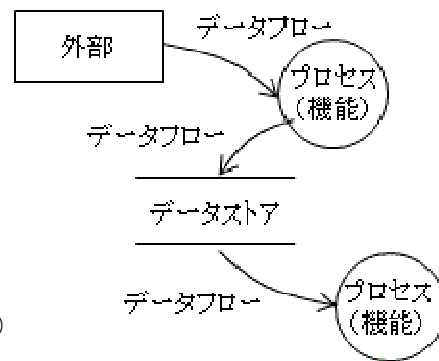 データフロー
外部
プロセス
(機能)
データフロー
データストア
データフロー
プロセス
(機能)
)